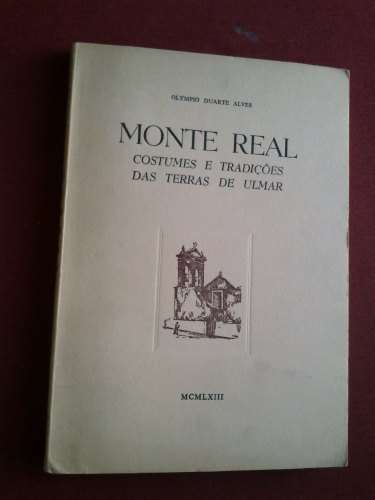 OLYMPIO DUARTE ALVES
MONTE REAL
COSTUMES E TRADIÇÕES
DAS TERRAS DE ULMAR
MCMLXIII